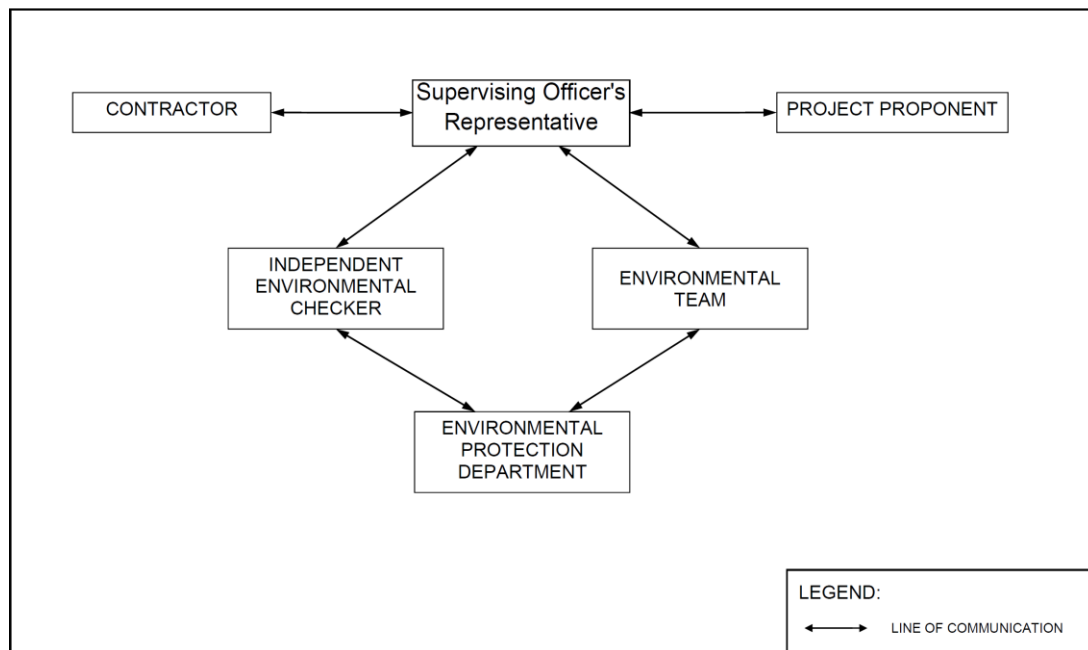 CONTRACTOR
Supervising Officer's
Representative
PROJECT PROPONENT
INDEPENDENT
ENVIRONMENTAL
CHECKER
ENVIRONMENTAL
TEAM
ENVIRONMENTAL
PROTECTION
DEPARTMENT
LEGEND:
LINE OF COMMUNICATION